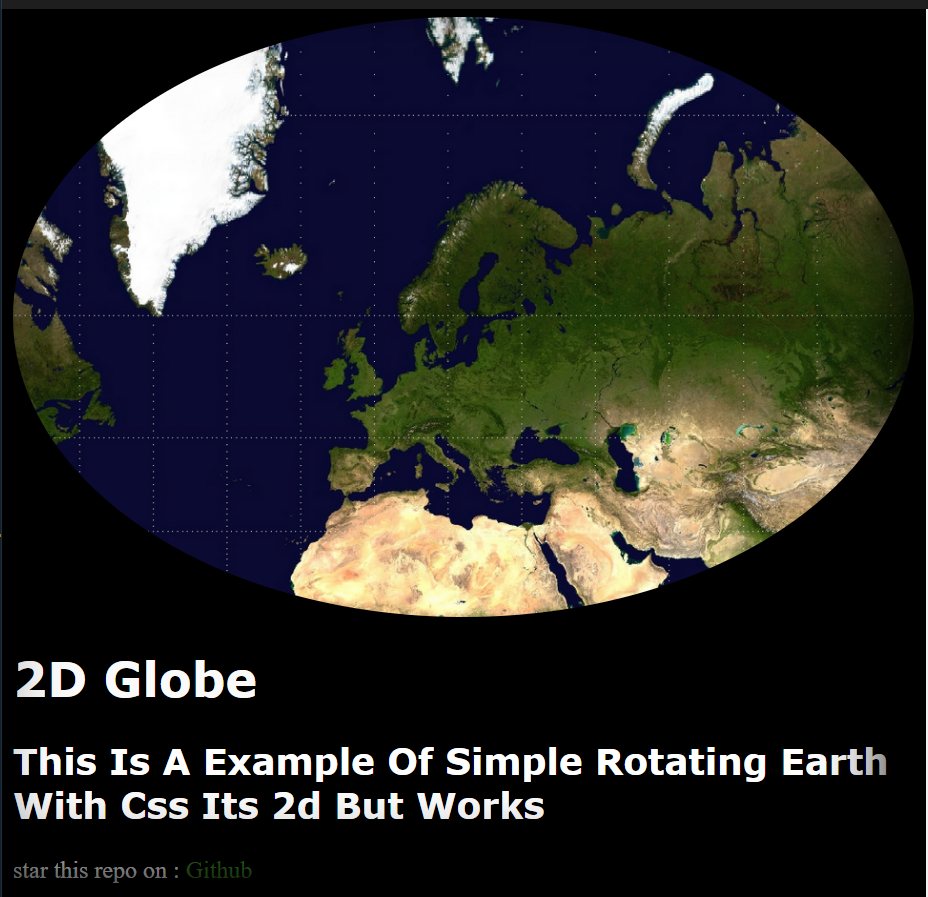 2D Globe
This Is A Example Of Simple Rotating Earth
With Css Its 2d But Works
star this repo on : Github